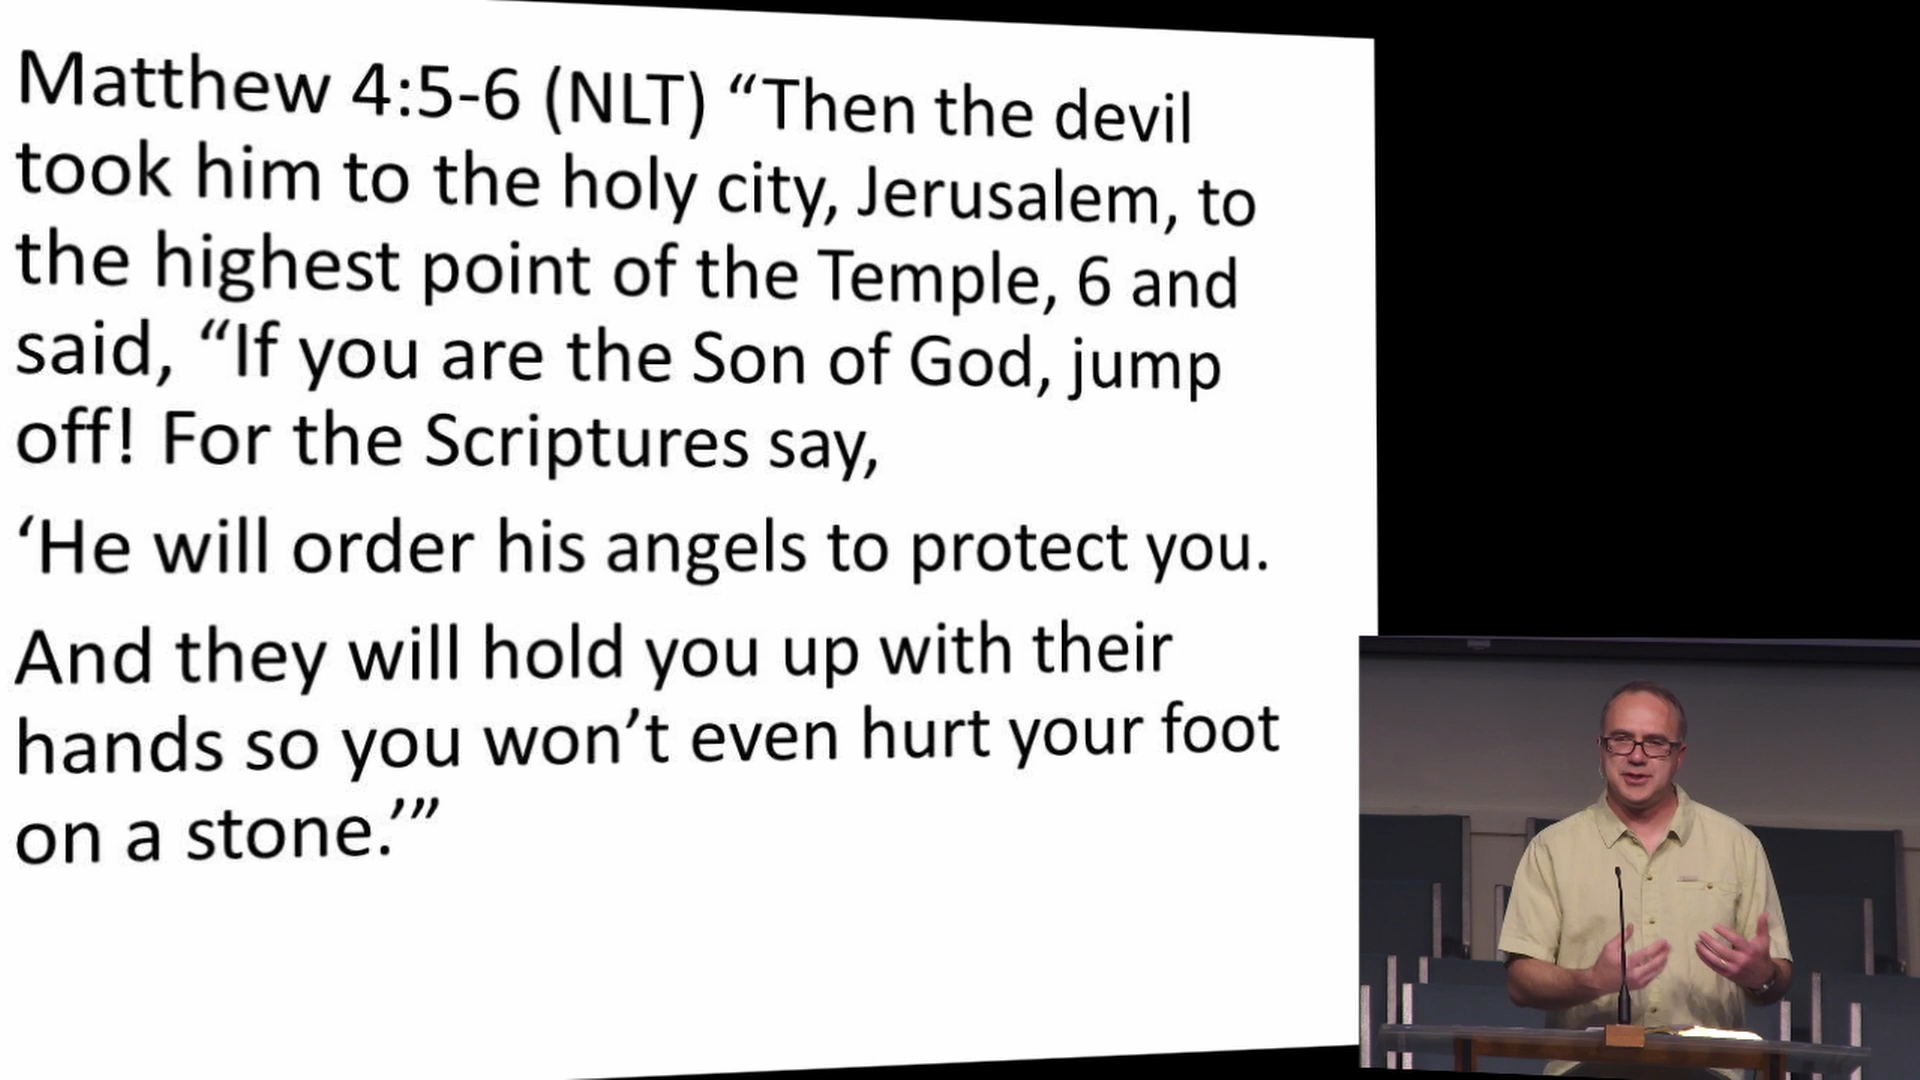 Matthew 4:5-6 (NLT) “Then the devil
took him to the holy city, Jerusalem, to
the highest point of the Temple, 6 and
said, “If you are the Son of God, jump
off! For the Scriptures say,
‘He will order his angels to protect you.
And they will hold you up with their
hands so you won’t even hurt your foot
on a stone.’”